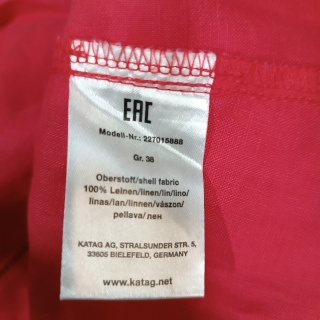 EAC
Modell-Nr.: 227015888
Gr. 38
Oberstoff/shell fabric
100% Leinen/linen/lin/lino/
linas/lan/linnen/vászon/
pellava/лен
KATAG AG, STRALSUNDER STR. 5,
33605 BIELEFELD, GERMANY
www.katag.net